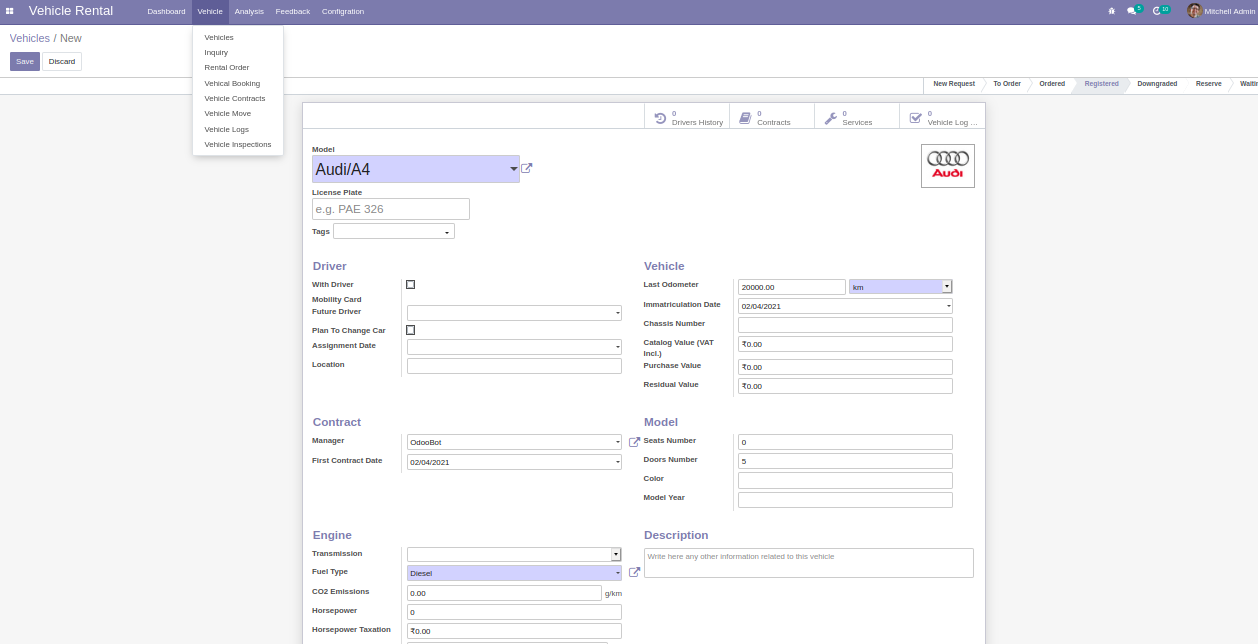 Vehicle Rental
Dashboard Vehicle Analysis Feedback Configration
5 10 Mitchell Admin
Vehicles / New
Save Discard
Vehicles
Inquiry
Rental Order
Vehical Booking
Vehicle Contracts
Vehicle Move
Vehicle Logs
Vehicle Inspections
New Request To Order Ordered Registered Downgraded Reserve Waitin
0 Drivers History
0 Contracts
0 Services
0 Vehicle Log ...
Model
Audi/A4
Audi
License Plate
e.g. PAE 326
Tags
Driver
With Driver
Mobility Card
Future Driver
Plan To Change Car
Assignment Date
Location
Vehicle
Last Odometer 20000.00 km
Immatriculation Date 02/04/2021
Chassis Number
Catalog Value (VAT
Incl.) ₹0.00
Purchase Value ₹0.00
Residual Value ₹0.00
Contract
Manager OdooBot
First Contract Date 02/04/2021
Model
Seats Number 0
Doors Number 5
Color
Model Year
Engine
Transmission
Fuel Type Diesel
CO2 Emissions 0.00 g/km
Horsepower 0
Horsepower Taxation ₹0.00
Description
Write here any other information related to this vehicle